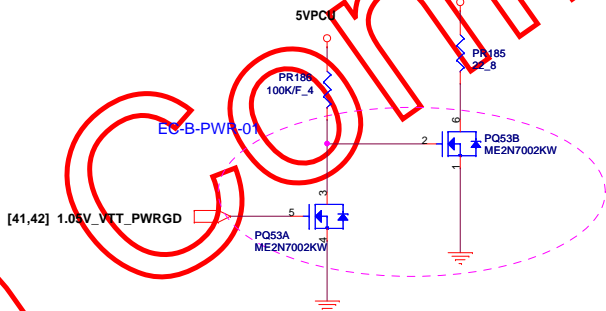 5VPCU
PR185
22_8
PR186
100K/F_4
EC-B-PWR-01
6
2
PQ53B
ME2N7002KW
1
3
[41,42] 1.05V_VTT_PWRGD
5
4
PQ53A
ME2N7002KW
Com